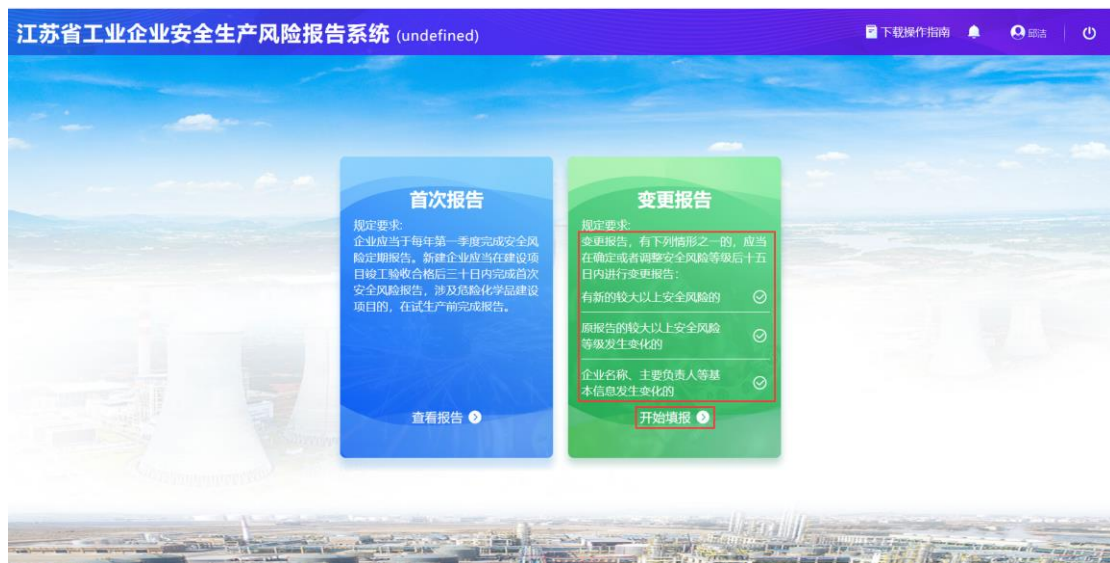 江苏省工业企业安全生产风险报告系统 (undefined)
下载操作指南
邱洁
首次报告
规定要求:
企业应当于每年第一季度完成安全风
险定期报告。新建企业应当在建设项
目竣工验收合格后三十日内完成首次
安全风险报告，涉及危险化学品建设
项目的，在试生产前完成报告。
查看报告
变更报告
规定要求:
变更报告，有下列情形之一的，应当
在确定或者调整安全风险等级后十五
日内进行变更报告：
有新的较大以上安全风险的
原报告的较大以上安全风险
等级发生变化的
企业名称、主要负责人等基
本信息发生变化的
开始填报